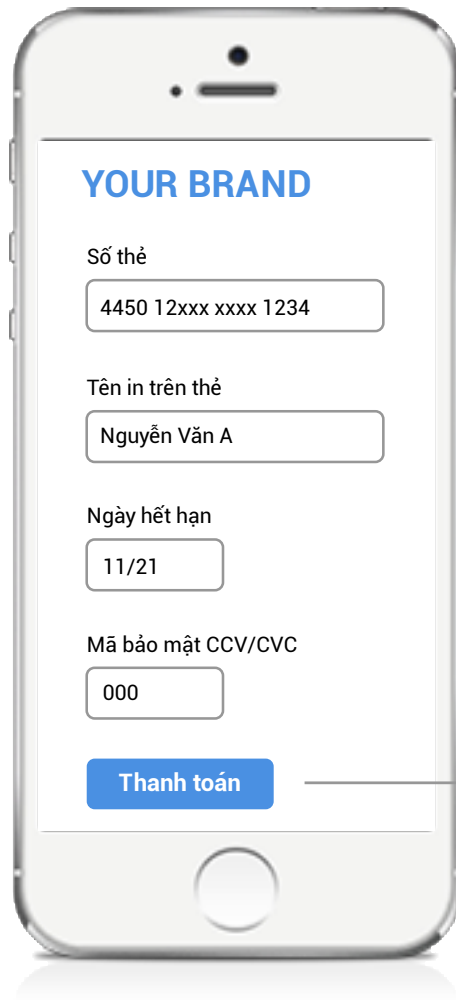 YOUR BRAND
Số thẻ
4450 12xxx xxxx 1234
Tên in trên thẻ
Nguyễn Văn A
Ngày hết hạn
11/21
Mã bảo mật CCV/CVC
000
Thanh toán